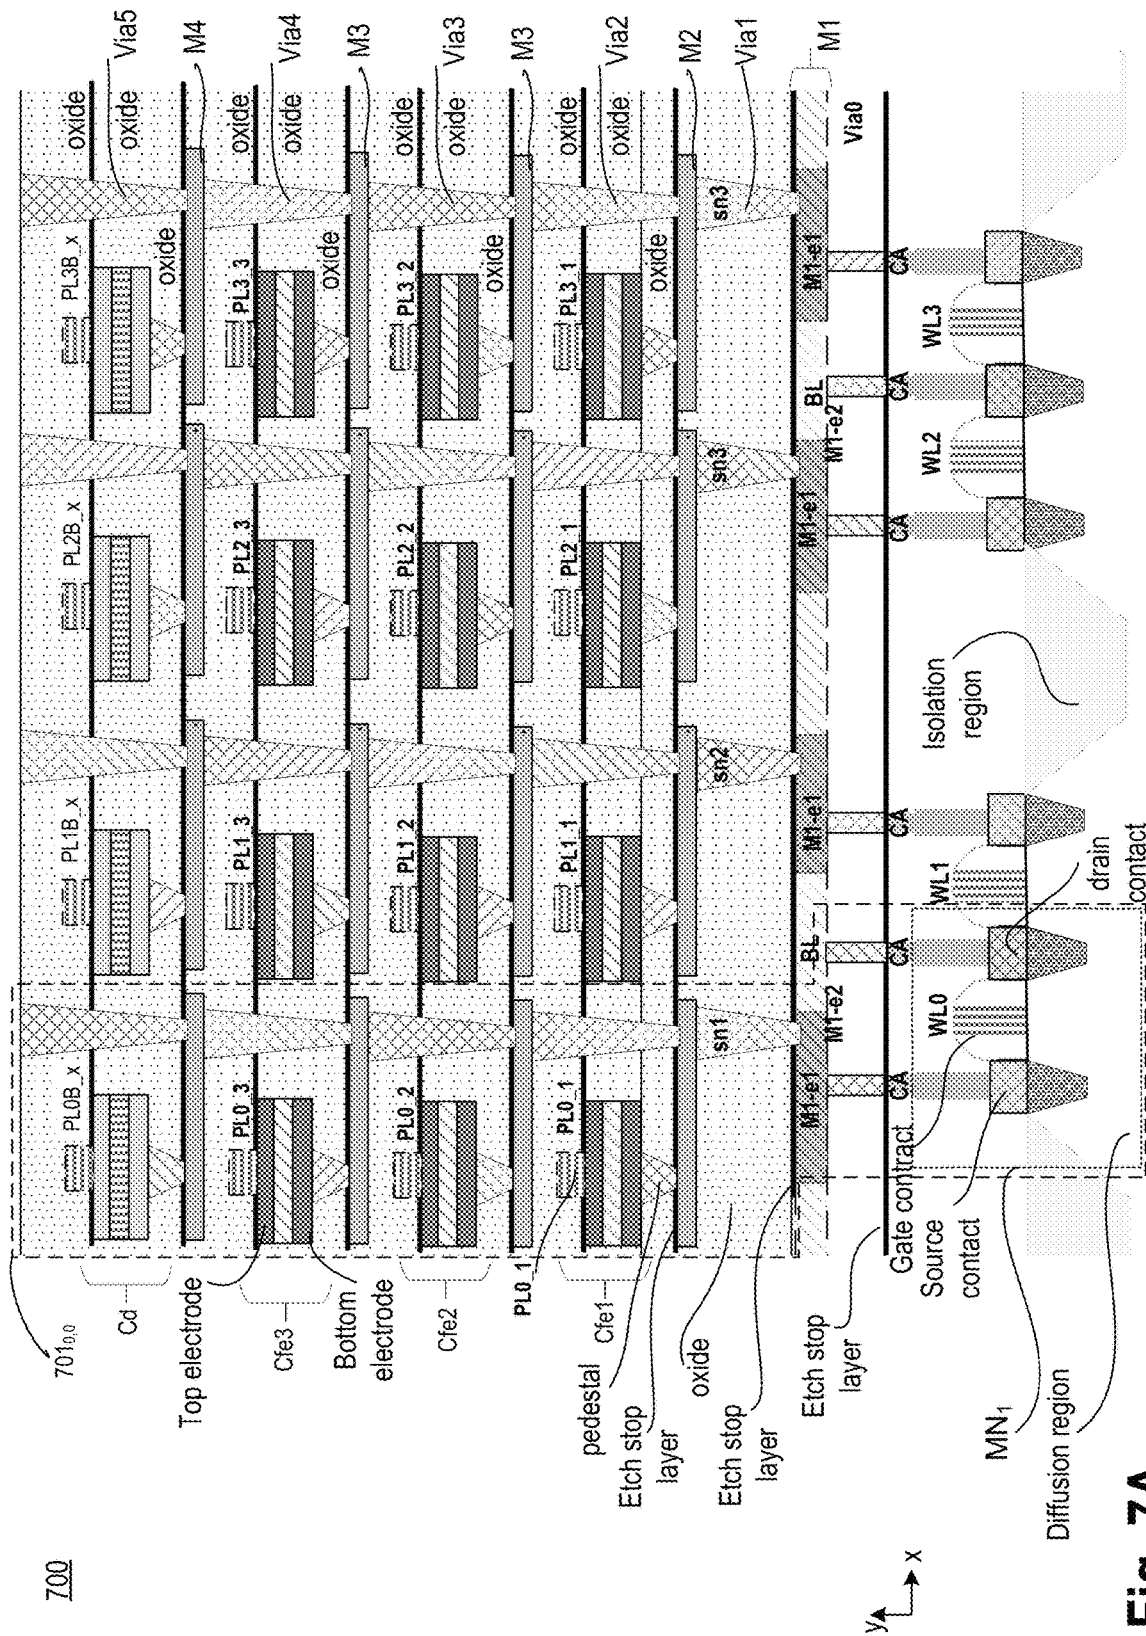 700
701₀,₀
PL0B_x PL1B_x PL2B_x PL3B_x oxide
Cd
oxide
Via5
oxide
M4
Top electrode
PL0_3 PL1_3 PL2_3 PL3_3 oxide
Cfe3
oxide
Via4
oxide
M3
Bottom
electrode
PL0_2 PL1_2 PL2_2 PL3_2 oxide
Cfe2
oxide
Via3
oxide
M3
PL0_1
PL0_1 PL1_1 PL2_1 PL3_1 oxide
Cfe1
oxide
Via2
oxide
M2
pedestal
Etch stop
layer
oxide
sn1 sn2 sn3 sn3
Via1
Etch stop
layer
M1-e1 BL M1-e1 M1-e1 BL M1-e1
M1
M1-e2 M1-e2
Via0
Etch stop
layer
CA CA CA CA CA CA
Gate contract
Source
contact
WL0 WL1 WL2 WL3
Isolation
region
MN₁
Diffusion region
drain
contact
y
x
Fig. 7A